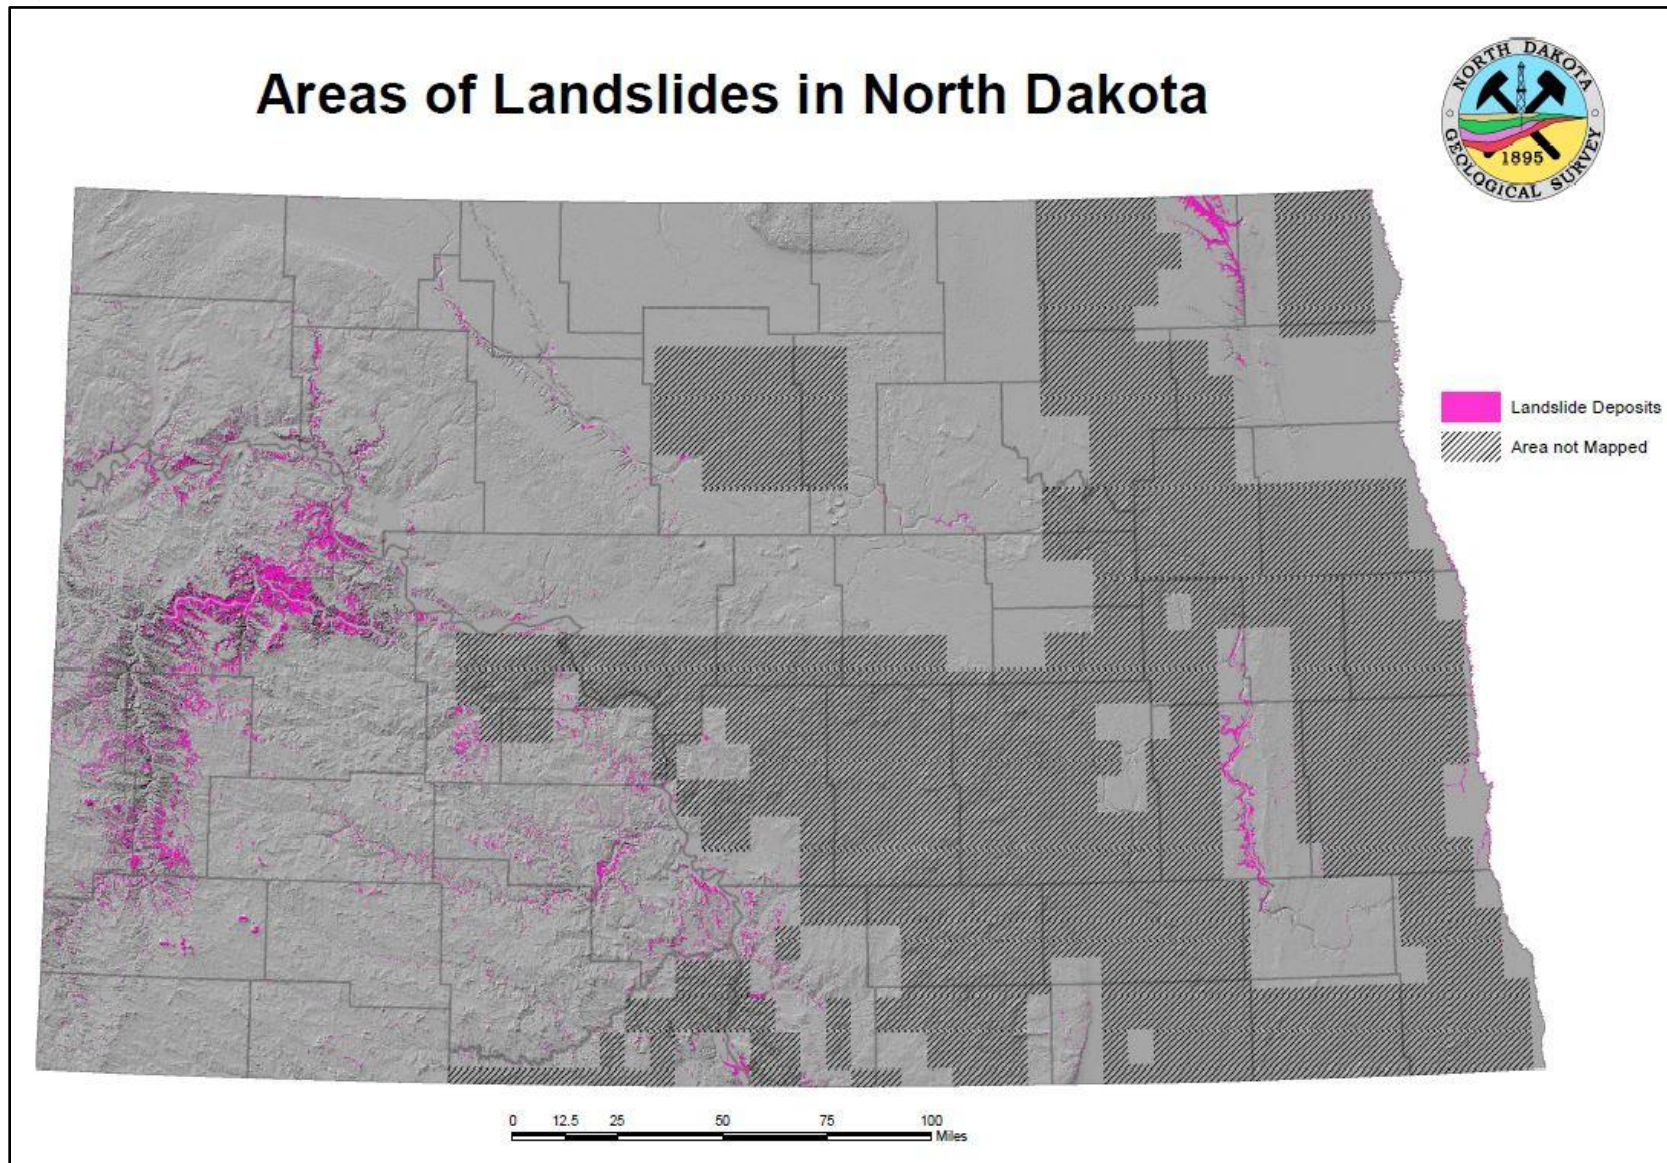 Areas of Landslides in North Dakota
NORTH DAKOTA
1895
GEOLOGICAL SURVEY
Landslide Deposits
Area not Mapped
0 12.5 25 50 75 100
Miles